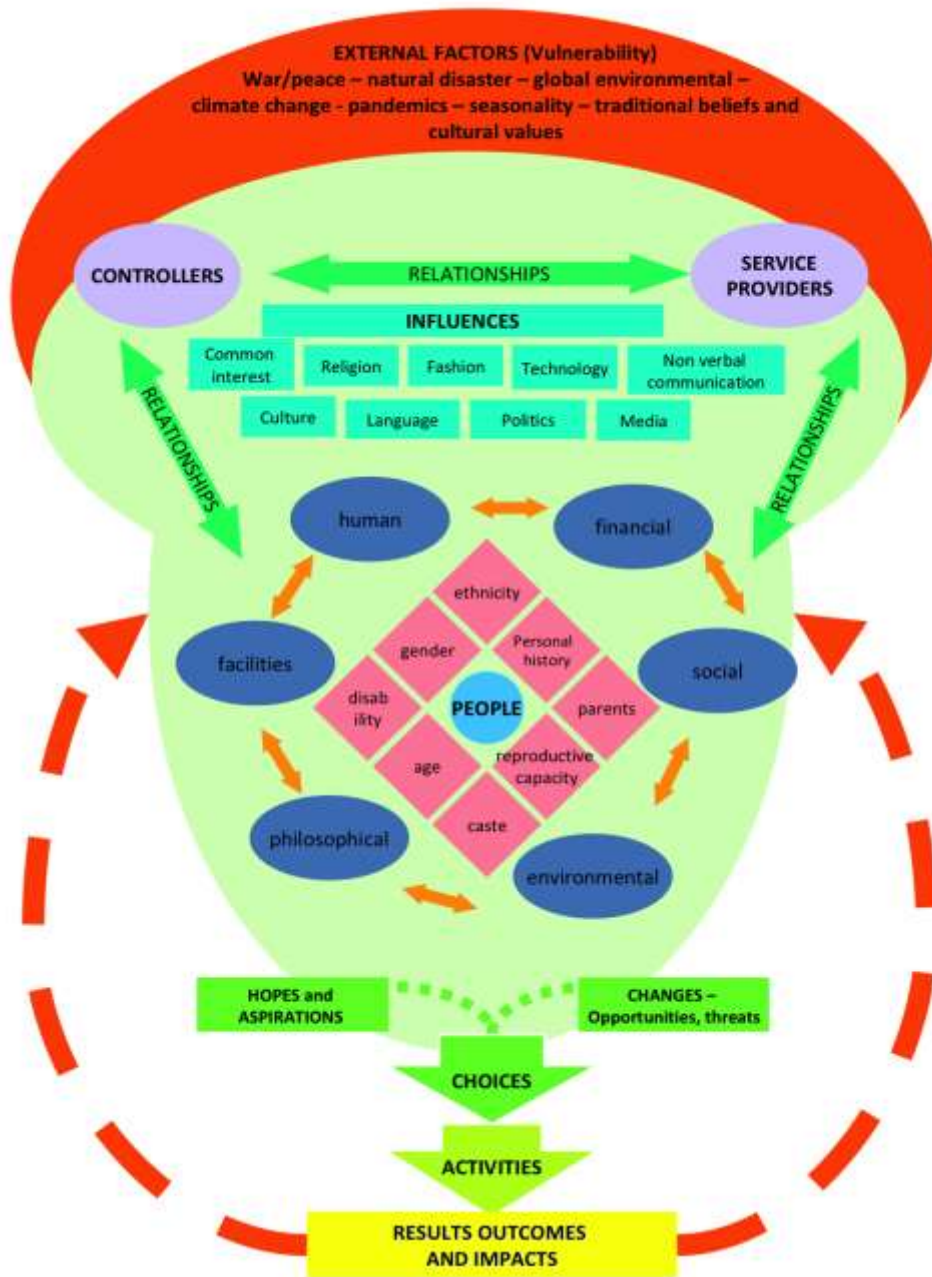 EXTERNAL FACTORS (Vulnerability)
War/peace – natural disaster – global environmental –
climate change - pandemics – seasonality – traditional beliefs and
cultural values
CONTROLLERS
RELATIONSHIPS
SERVICE
PROVIDERS
INFLUENCES
Common
interest
Religion
Fashion
Technology
Non verbal
communication
Culture
Language
Politics
Media
RELATIONSHIPS
RELATIONSHIPS
human
financial
ethnicity
gender
Personal
history
facilities
social
disab
ility
PEOPLE
parents
age
reproductive
capacity
caste
philosophical
environmental
HOPES and
ASPIRATIONS
CHANGES –
Opportunities, threats
CHOICES
ACTIVITIES
RESULTS OUTCOMES
AND IMPACTS